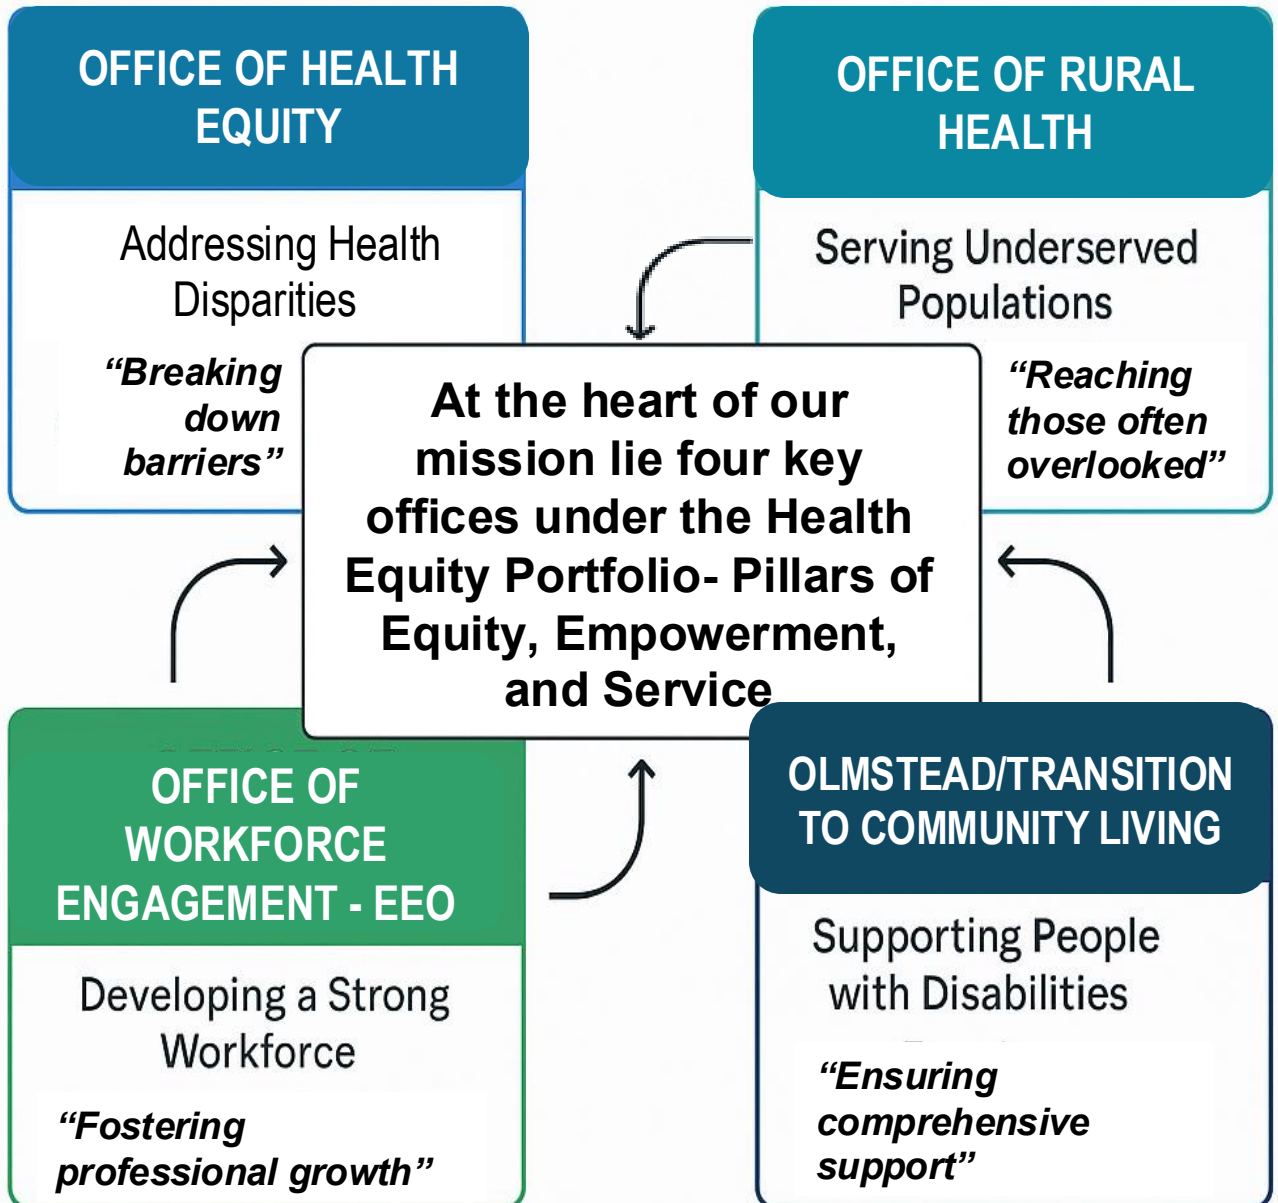 OFFICE OF HEALTH
EQUITY
Addressing Health
Disparities
“Breaking
down
barriers”
OFFICE OF RURAL
HEALTH
Serving Underserved
Populations
“Reaching
those often
overlooked”
At the heart of our
mission lie four key
offices under the Health
Equity Portfolio- Pillars of
Equity, Empowerment,
and Service
OFFICE OF
WORKFORCE
ENGAGEMENT - EEO
Developing a Strong
Workforce
“Fostering
professional growth”
OLMSTEAD/TRANSITION
TO COMMUNITY LIVING
Supporting People
with Disabilities
“Ensuring
comprehensive
support”